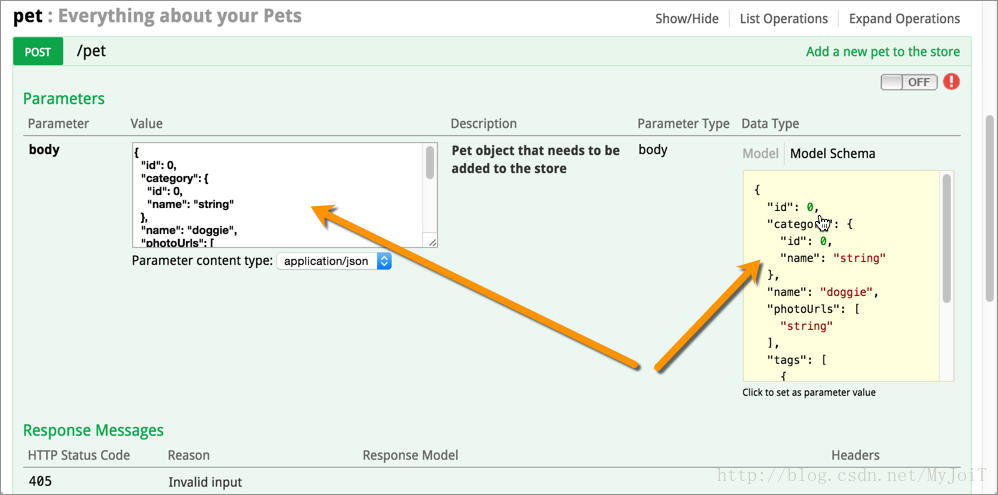 pet : Everything about your Pets
Show/Hide List Operations Expand Operations
POST /pet Add a new pet to the store
OFF
Parameters
Parameter Value Description Parameter Type Data Type
body
{
"id": 0,
"category": {
"id": 0,
"name": "string"
},
"name": "doggie",
"photoUrls": [
Parameter content type: application/json
Pet object that needs to be
added to the store
body
Model Model Schema
{
"id": 0,
"category": {
"id": 0,
"name": "string"
},
"name": "doggie",
"photoUrls": [
"string"
],
"tags": [
{
Click to set as parameter value
Response Messages
HTTP Status Code Reason Response Model Headers
405 Invalid input
http://blog.csdn.net/MyJoiT